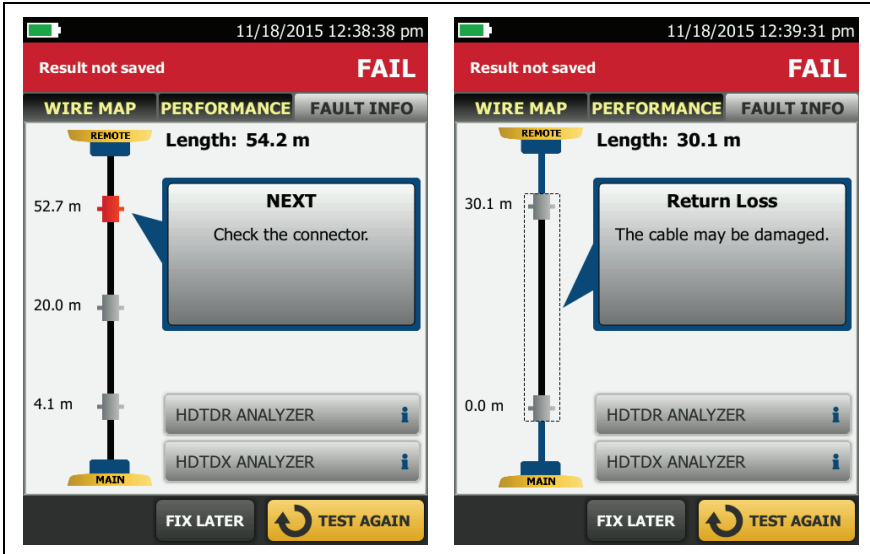 11/18/2015 12:38:38 pm
Result not saved
FAIL
WIRE MAP
PERFORMANCE
FAULT INFO
REMOTE
Length: 54.2 m
52.7 m
NEXT
Check the connector.
20.0 m
4.1 m
HDTDR ANALYZER
i
HDTDX ANALYZER
i
MAIN
FIX LATER
TEST AGAIN
11/18/2015 12:39:31 pm
Result not saved
FAIL
WIRE MAP
PERFORMANCE
FAULT INFO
REMOTE
Length: 30.1 m
30.1 m
Return Loss
The cable may be damaged.
0.0 m
HDTDR ANALYZER
i
HDTDX ANALYZER
i
MAIN
FIX LATER
TEST AGAIN